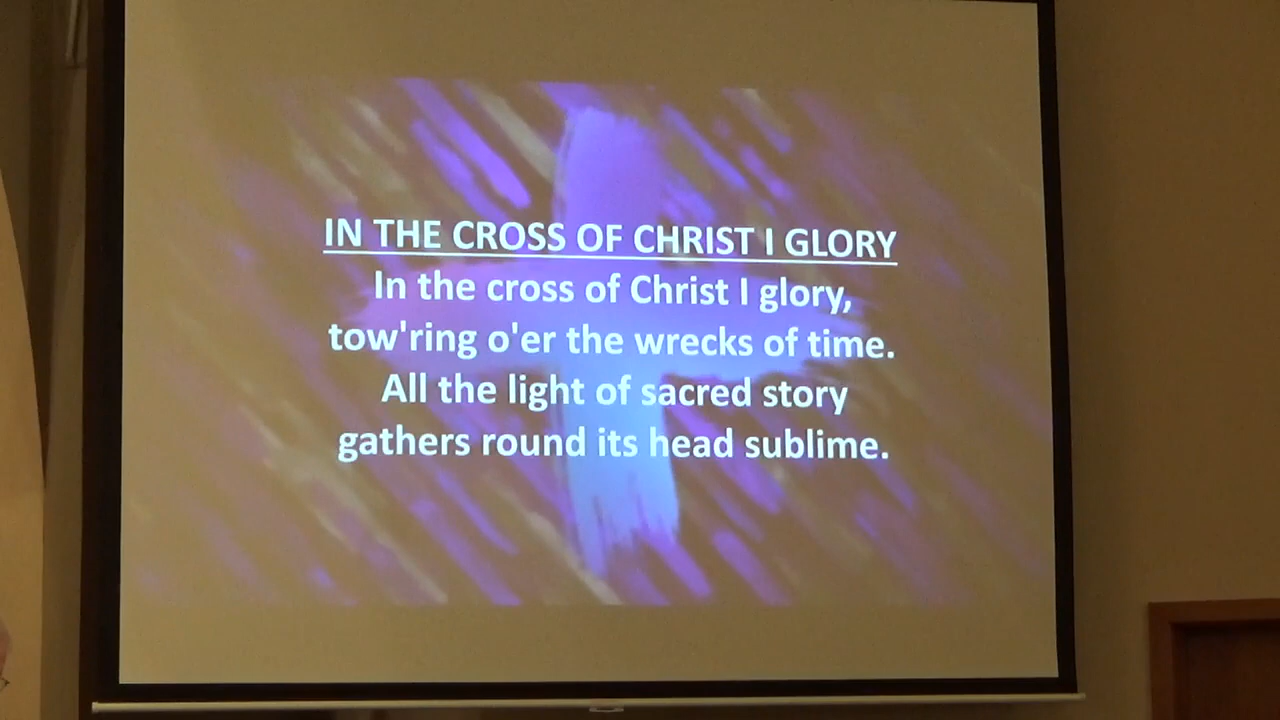 IN THE CROSS OF CHRIST I GLORY
In the cross of Christ I glory,
tow'ring o'er the wrecks of time.
All the light of sacred story
gathers round its head sublime.